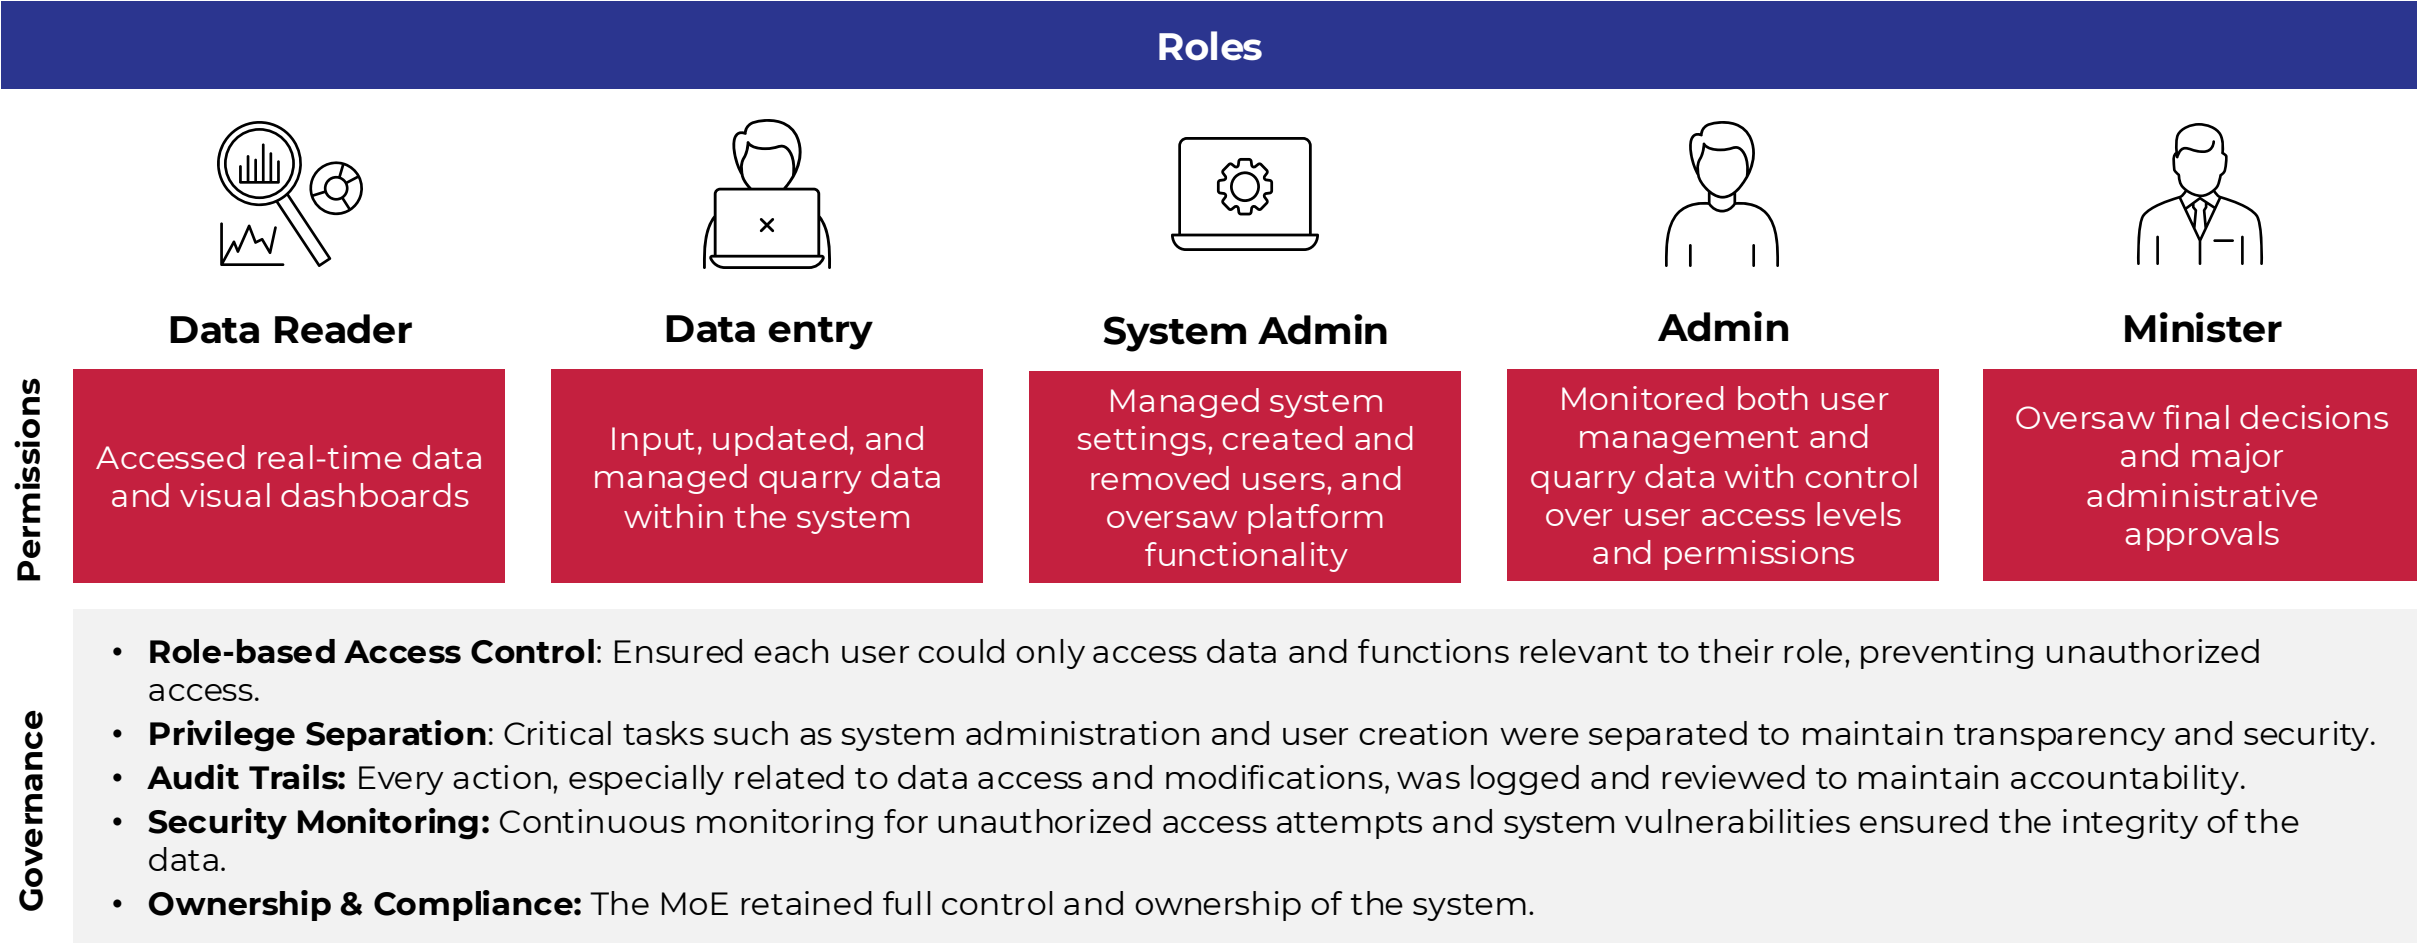 Roles
Data Reader
Data entry
System Admin
Admin
Minister
Permissions
Accessed real-time data
and visual dashboards
Input, updated, and
managed quarry data
within the system
Managed system
settings, created and
removed users, and
oversaw platform
functionality
Monitored both user
management and
quarry data with control
over user access levels
and permissions
Oversaw final decisions
and major
administrative
approvals
Governance
• Role-based Access Control: Ensured each user could only access data and functions relevant to their role, preventing unauthorized
access.
• Privilege Separation: Critical tasks such as system administration and user creation were separated to maintain transparency and security.
• Audit Trails: Every action, especially related to data access and modifications, was logged and reviewed to maintain accountability.
• Security Monitoring: Continuous monitoring for unauthorized access attempts and system vulnerabilities ensured the integrity of the
data.
• Ownership & Compliance: The MoE retained full control and ownership of the system.